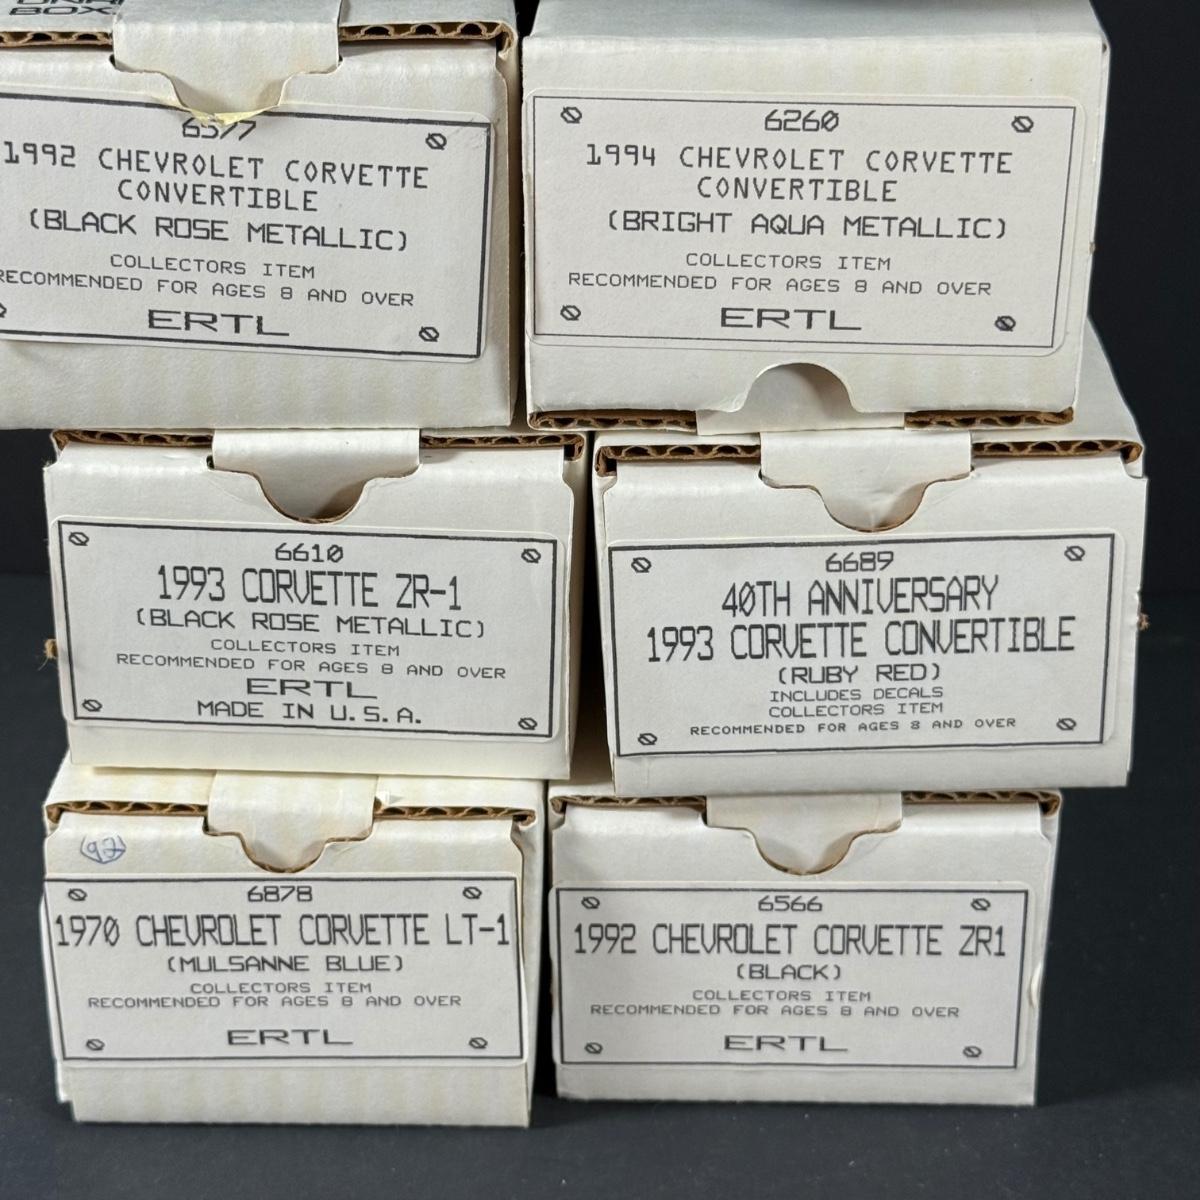 BOX
6577
1992 CHEVROLET CORVETTE
CONVERTIBLE
(BLACK ROSE METALLIC)
COLLECTORS ITEM
RECOMMENDED FOR AGES 8 AND OVER
ERTL
6260
1994 CHEVROLET CORVETTE
CONVERTIBLE
(BRIGHT AQUA METALLIC)
COLLECTORS ITEM
RECOMMENDED FOR AGES 8 AND OVER
ERTL
6610
1993 CORVETTE ZR-1
(BLACK ROSE METALLIC)
COLLECTORS ITEM
RECOMMENDED FOR AGES 8 AND OVER
ERTL
MADE IN U.S.A.
6689
40TH ANNIVERSARY
1993 CORVETTE CONVERTIBLE
(RUBY RED)
INCLUDES DECALS
COLLECTORS ITEM
RECOMMENDED FOR AGES 8 AND OVER
92
6878
1970 CHEVROLET CORVETTE LT-1
(MULSANNE BLUE)
COLLECTORS ITEM
RECOMMENDED FOR AGES 8 AND OVER
ERTL
6566
1992 CHEVROLET CORVETTE ZR1
(BLACK)
COLLECTORS ITEM
RECOMMENDED FOR AGES 8 AND OVER
ERTL